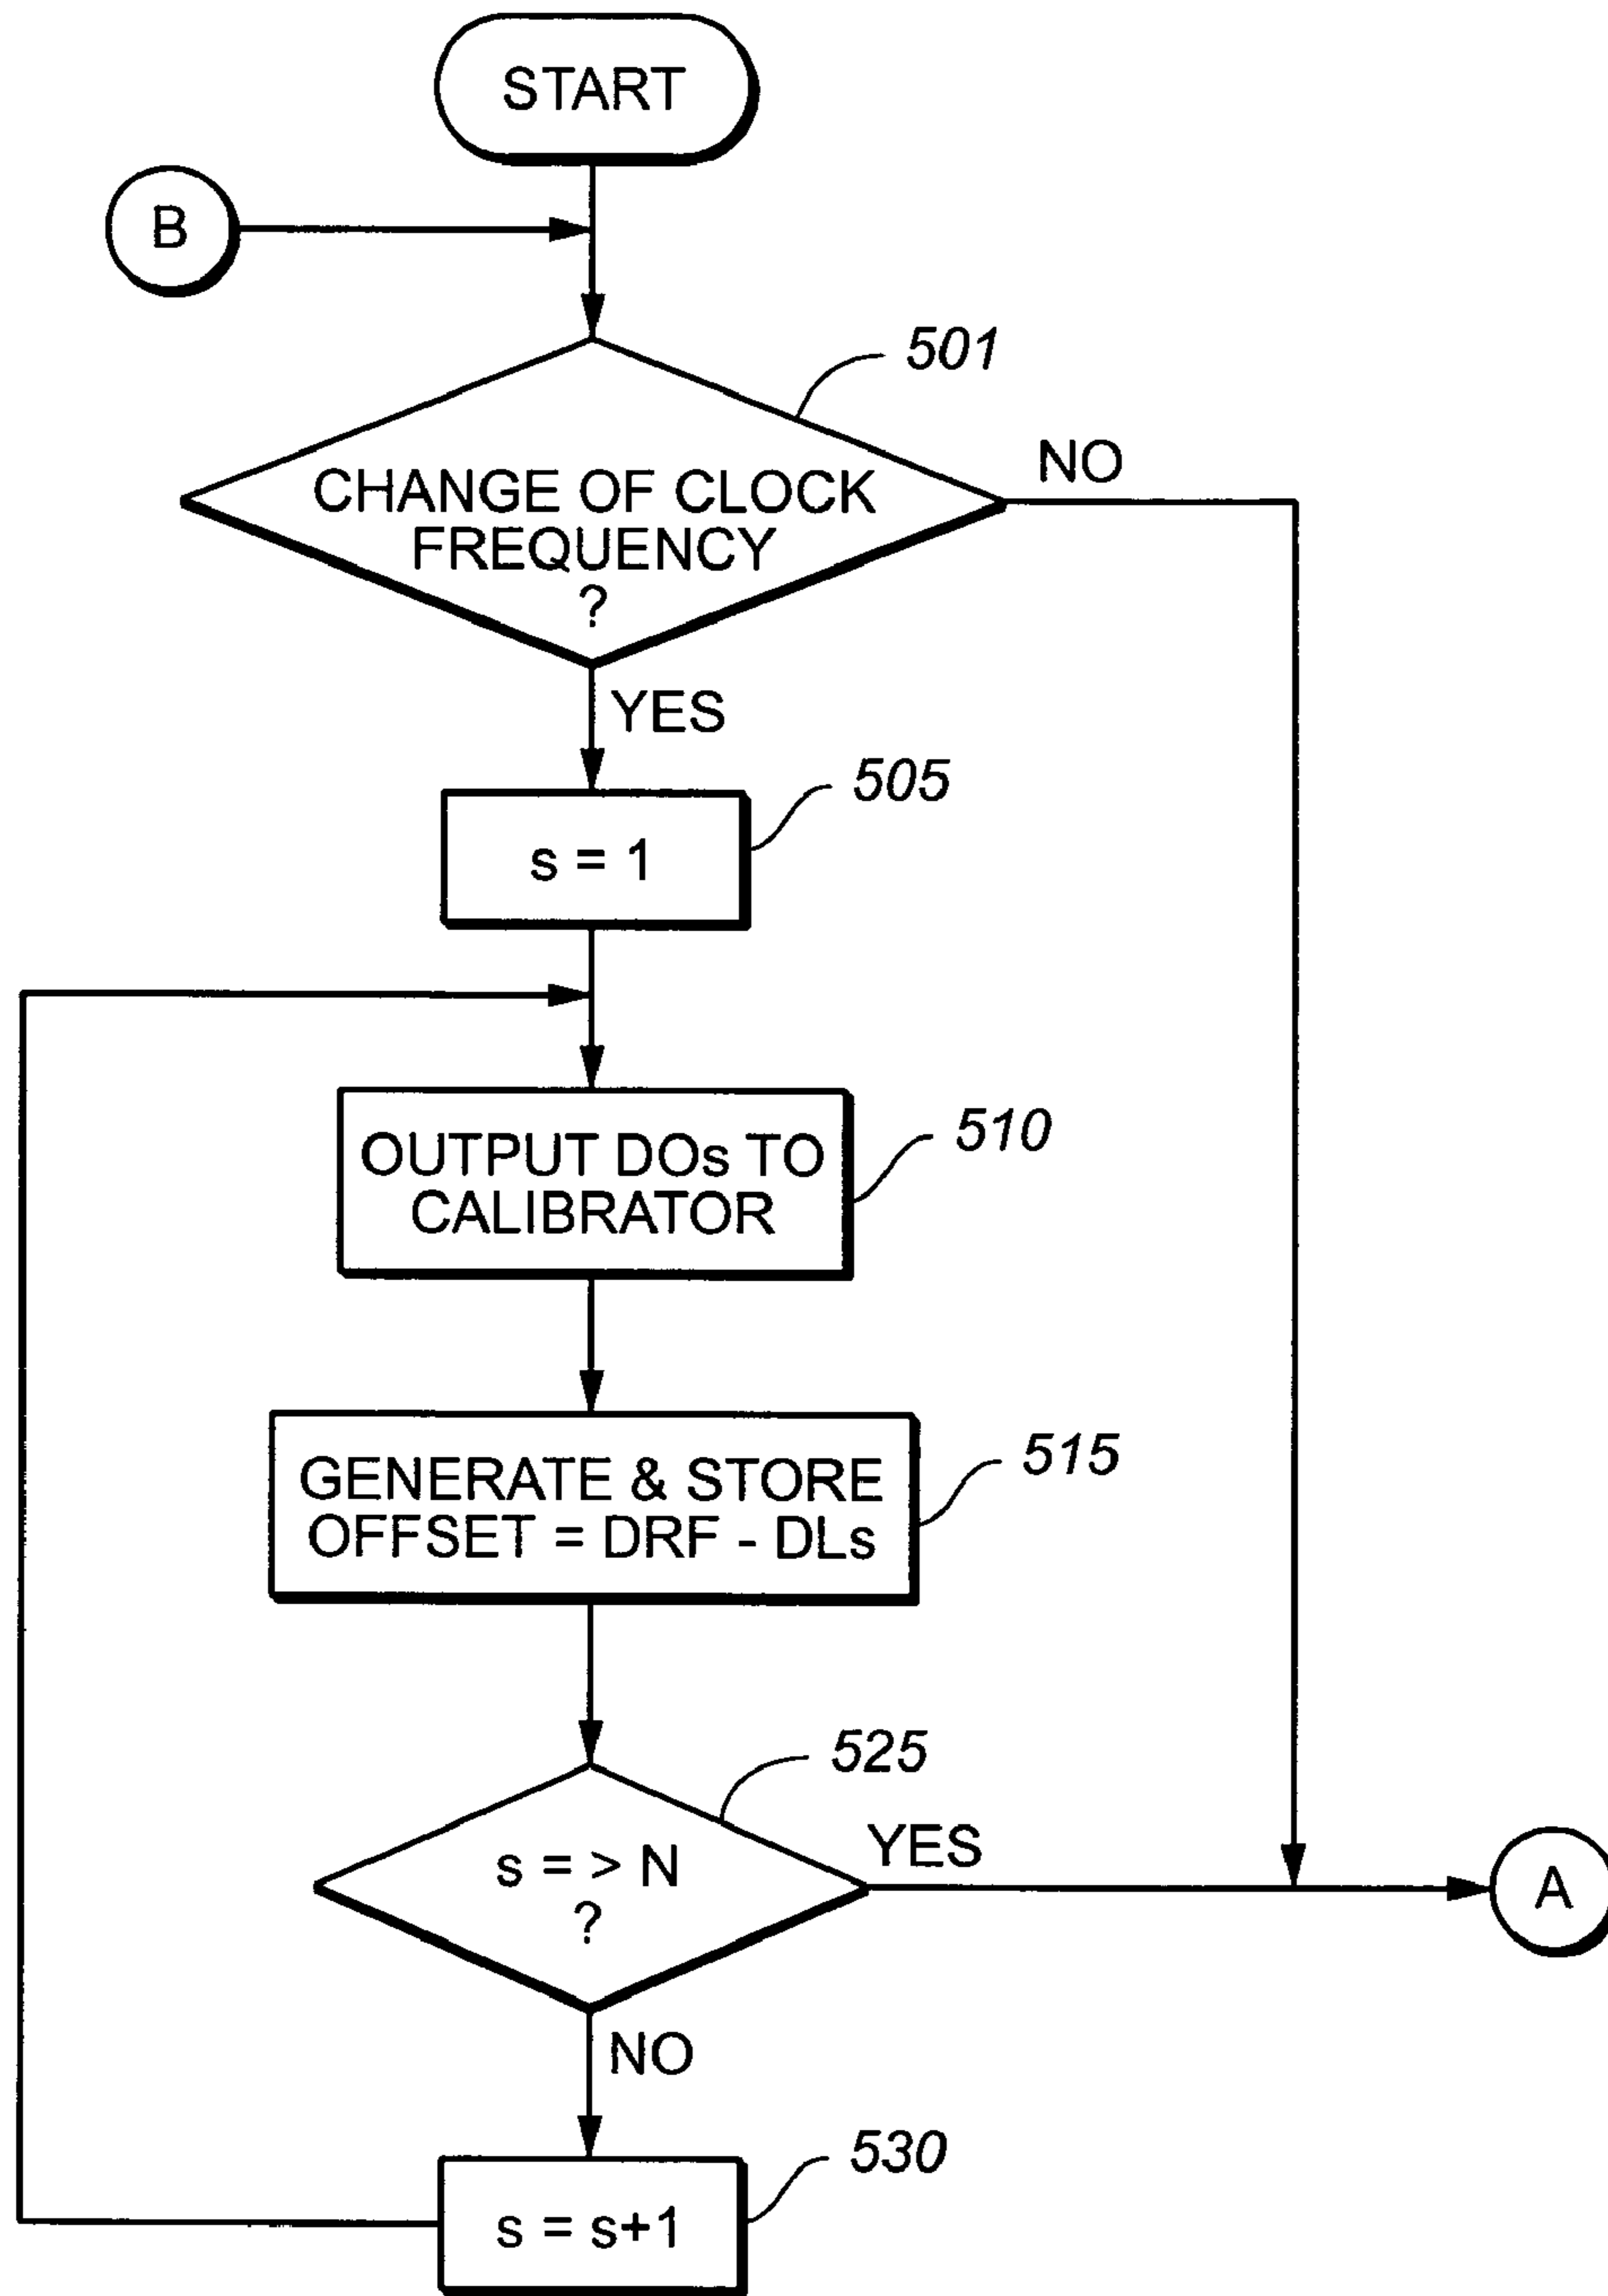 START
B
501
CHANGE OF CLOCK
FREQUENCY
?
NO
YES
505
s = 1
510
OUTPUT DOs TO
CALIBRATOR
515
GENERATE & STORE
OFFSET = DRF - DLs
525
s = > N
?
YES
A
NO
530
s = s+1